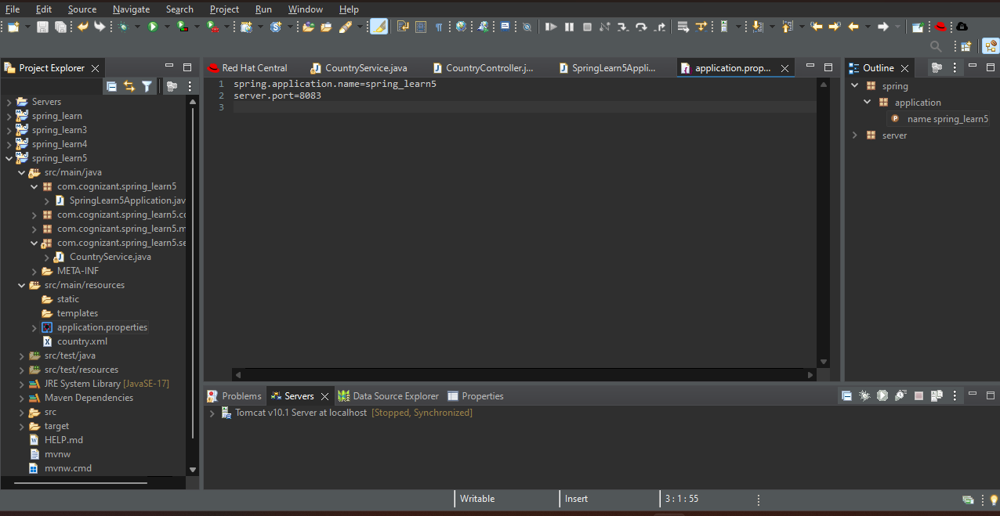 File Edit Source Navigate Search Project Run Window Help
Project Explorer
Red Hat Central
CountryService.java
CountryController.j...
SpringLearn5Appli...
application.prop...
Outline
Servers
spring_learn
spring_learn3
spring_learn4
spring_learn5
src/main/java
com.cognizant.spring_learn5
SpringLearn5Application.jav
com.cognizant.spring_learn5.co
com.cognizant.spring_learn5.m
com.cognizant.spring_learn5.se
CountryService.java
META-INF
src/main/resources
static
templates
application.properties
country.xml
src/test/java
src/test/resources
JRE System Library [JavaSE-17]
Maven Dependencies
src
target
HELP.md
mvnw
mvnw.cmd
1 spring.application.name=spring_learn5
2 server.port=8083
3
spring
application
name spring_learn5
server
Problems Servers Data Source Explorer Properties
Tomcat v10.1 Server at localhost [Stopped, Synchronized]
Writable Insert 3 : 1 : 55